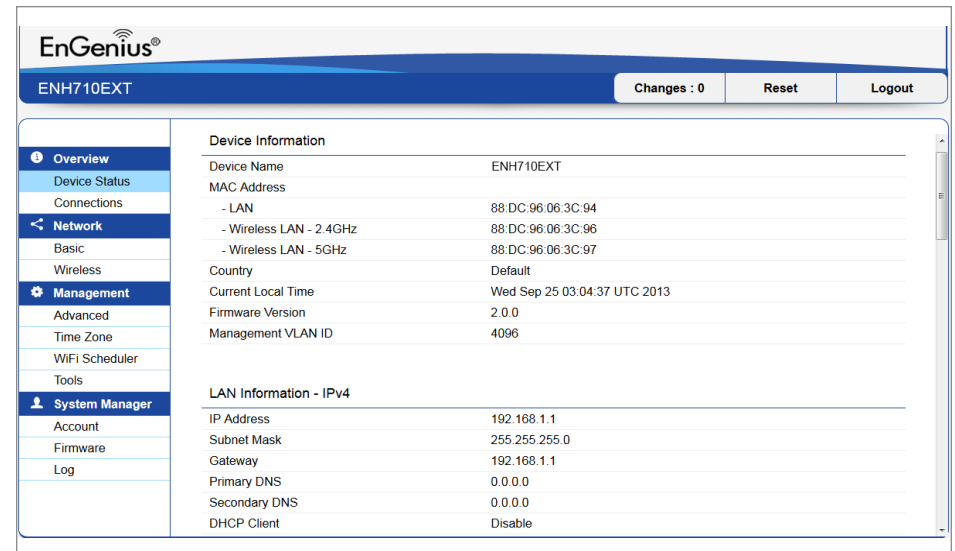 EnGenius®
ENH710EXT
Changes : 0
Reset
Logout
Overview
Device Status
Connections
Network
Basic
Wireless
Management
Advanced
Time Zone
WiFi Scheduler
Tools
System Manager
Account
Firmware
Log
Device Information
Device Name ENH710EXT
MAC Address
- LAN 88:DC:96:06:3C:94
- Wireless LAN - 2.4GHz 88:DC:96:06:3C:96
- Wireless LAN - 5GHz 88:DC:96:06:3C:97
Country Default
Current Local Time Wed Sep 25 03:04:37 UTC 2013
Firmware Version 2.0.0
Management VLAN ID 4096
LAN Information - IPv4
IP Address 192.168.1.1
Subnet Mask 255.255.255.0
Gateway 192.168.1.1
Primary DNS 0.0.0.0
Secondary DNS 0.0.0.0
DHCP Client Disable